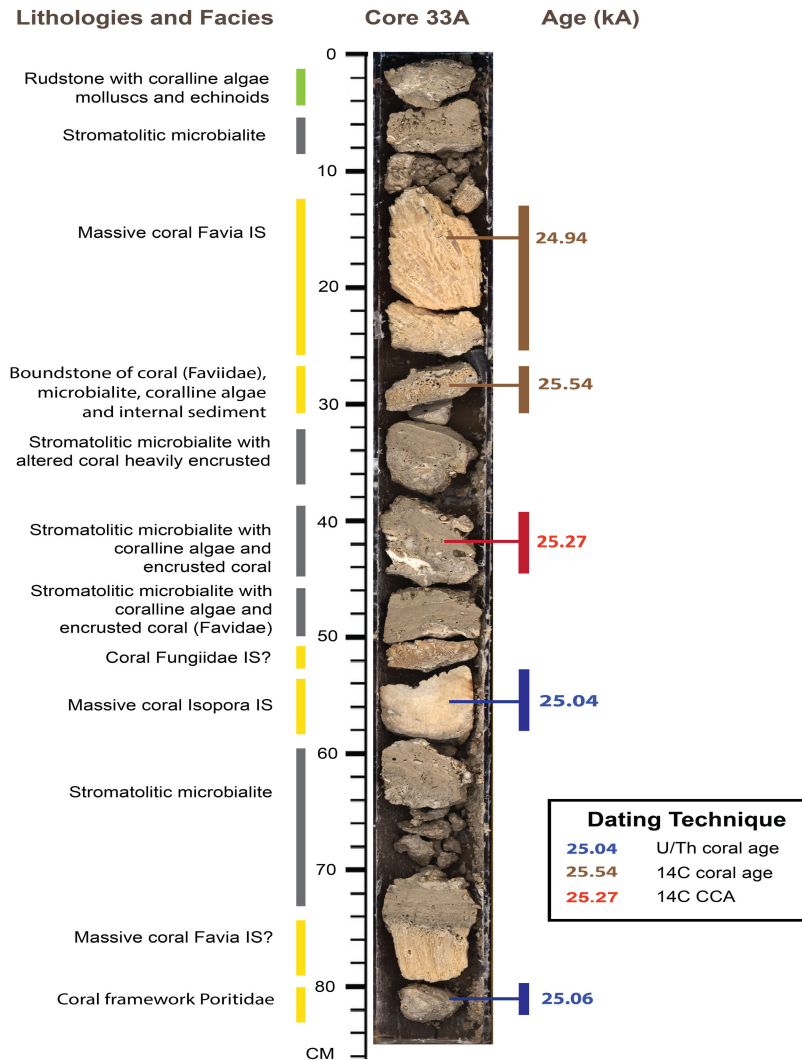 Lithologies and Facies
Core 33A
Age (kA)
0
Rudstone with coralline algae
molluscs and echinoids
Stromatolitic microbialite
10
Massive coral Favia IS
24.94
20
Boundstone of coral (Faviidae),
microbialite, coralline algae
and internal sediment
25.54
30
Stromatolitic microbialite with
altered coral heavily encrusted
40
Stromatolitic microbialite with
coralline algae and
encrusted coral
25.27
Stromatolitic microbialite with
coralline algae and
encrusted coral (Favidae)
50
Coral Fungiidae IS?
Massive coral Isopora IS
25.04
60
Stromatolitic microbialite
70
Massive coral Favia IS?
80
Coral framework Poritidae
25.06
CM
Dating Technique
25.04 U/Th coral age
25.54 14C coral age
25.27 14C CCA